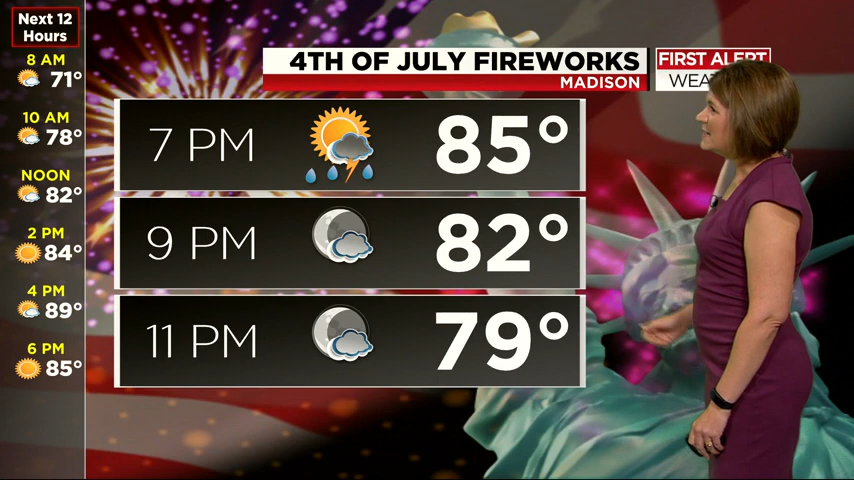 Next 12
Hours
8 AM
71°
10 AM
78°
NOON
82°
2 PM
84°
4 PM
89°
6 PM
85°
4TH OF JULY FIREWORKS
MADISON
FIRST ALERT
7 PM 85°
9 PM 82°
11 PM 79°